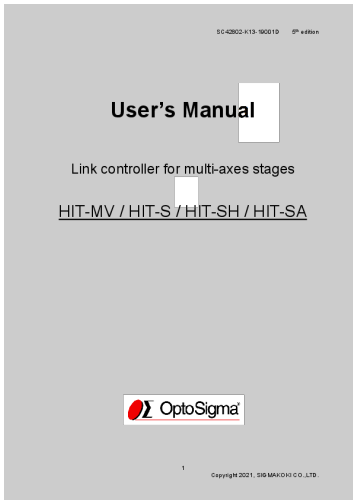 SC42802-K13-190010 5th edition
User's Manual
Link controller for multi-axes stages
HIT-MV / HIT-S / HIT-SH / HIT-SA
OptoSigma
1
Copyright 2021, SIGMAKOKI CO.,LTD.